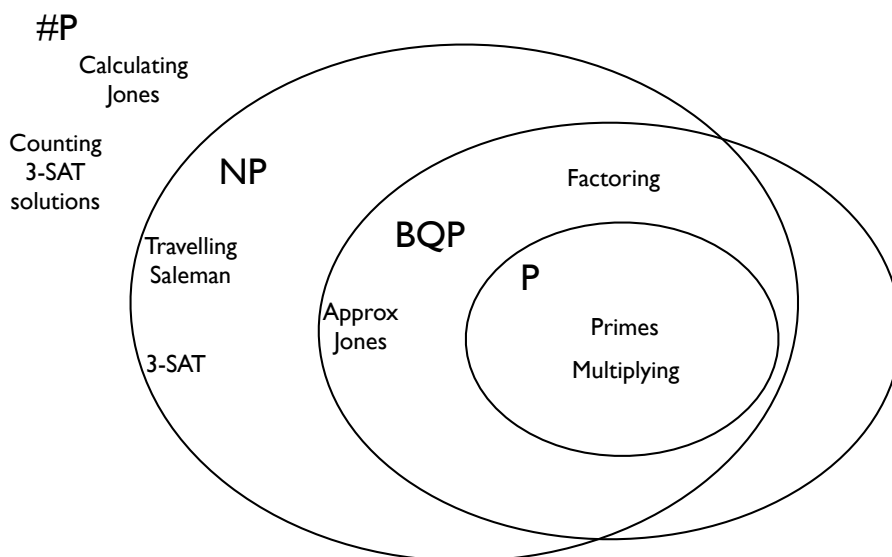 #P
Calculating
Jones
Counting
3-SAT
solutions
NP
Factoring
Travelling
Saleman
BQP
P
Approx
Jones
Primes
Multiplying
3-SAT